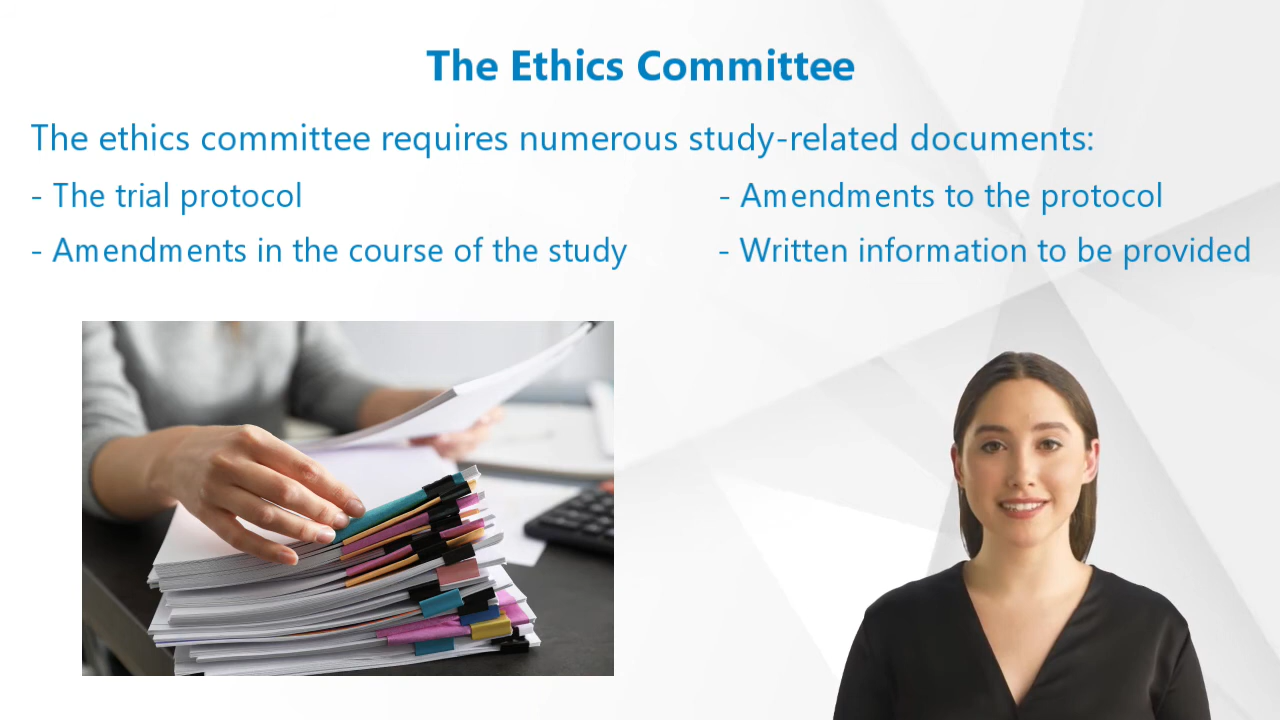 The Ethics Committee
The ethics committee requires numerous study-related documents:
- The trial protocol
- Amendments to the protocol
- Amendments in the course of the study
- Written information to be provided